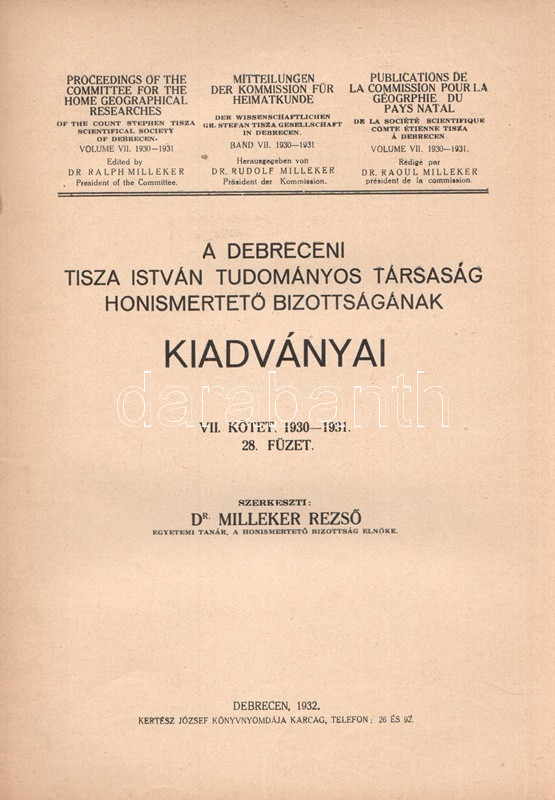 PROCEEDINGS OF THE
COMMITTEE FOR THE
HOME GEOGRAPHICAL
RESEARCHES
OF THE COUNT STEPHEN TISZA
SCIENTIFICAL SOCIETY
OF DEBRECEN.
VOLUME VII. 1930—1931
Edited by
DR RALPH MILLEKER
President of the Committee.
MITTEILUNGEN
DER KOMMISSION FÜR
HEIMATKUNDE
DER WISSENSCHAFTLICHEN
GR. STEFAN TISZA GESELLSCHAFT
IN DEBRECEN.
BAND VII. 1930—1931
Herausgegeben von
DR. RUDOLF MILLEKER
Präsident der Kommission.
PUBLICATIONS DE
LA COMMISSION POUR LA
GÉOGRPHIE DU
PAYS NATAL
DE LA SOCIÉTÉ SCIENTIFIQUE
COMTE ÉTIENNE TISZA
À DEBRECEN
VOLUME VII. 1930—1931.
Rédigé par
DR. RAOUL MILLEKER
président de la commission.
A DEBRECENI
TISZA ISTVÁN TUDOMÁNYOS TÁRSASÁG
HONISMERTETŐ BIZOTTSÁGÁNAK
KIADVÁNYAI
darabanth
VII. KÖTET. 1930—1931.
28. FÜZET.
SZERKESZTI:
DR. MILLEKER REZSŐ
EGYETEMI TANÁR, A HONISMERTETŐ BIZOTTSÁG ELNÖKE.
DEBRECEN, 1932.
KERTÉSZ JÓZSEF KÖNYVNYOMDÁJA KARCAG, TELEFON: 26 ÉS 92.